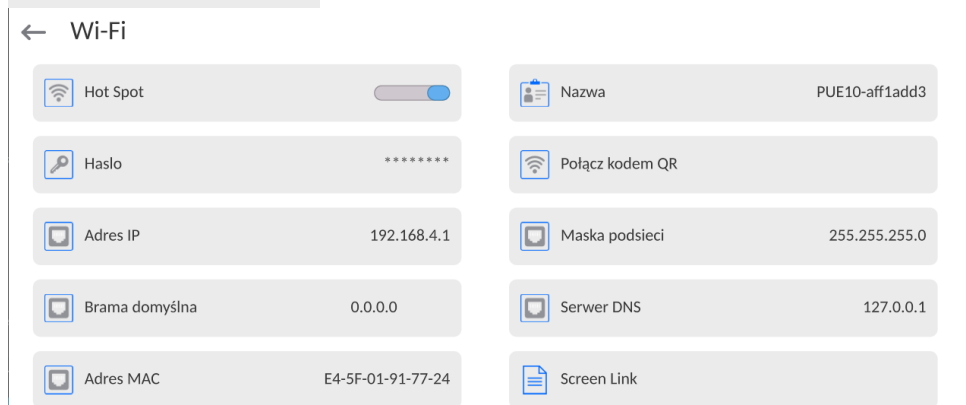 Wi-Fi
Hot Spot
Nazwa PUE10-aff1add3
Haslo ********
Połącz kodem QR
Adres IP 192.168.4.1
Maska podsieci 255.255.255.0
Brama domyślna 0.0.0.0
Serwer DNS 127.0.0.1
Adres MAC E4-5F-01-91-77-24
Screen Link